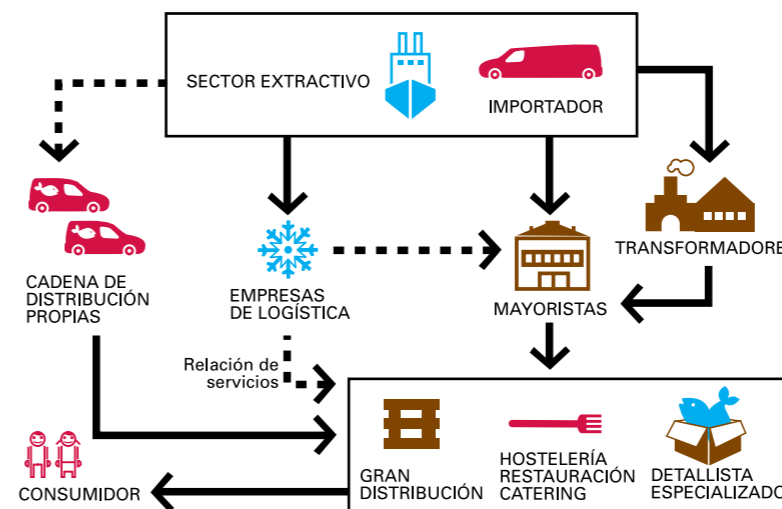 SECTOR EXTRACTIVO
IMPORTADOR
TRANSFORMADORE
CADENA DE
DISTRIBUCIÓN
PROPIAS
EMPRESAS
DE LOGÍSTICA
MAYORISTAS
Relación de
servicios
CONSUMIDOR
GRAN
DISTRIBUCIÓN
HOSTELERÍA
RESTAURACIÓN
CATERING
DETALLISTA
ESPECIALIZADO